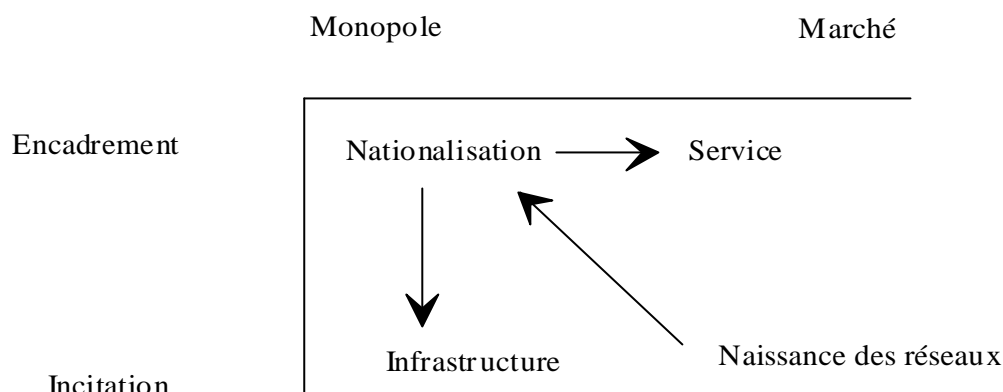 Monopole Marché
Encadrement Nationalisation Service
Infrastructure Naissance des réseaux
Incitation